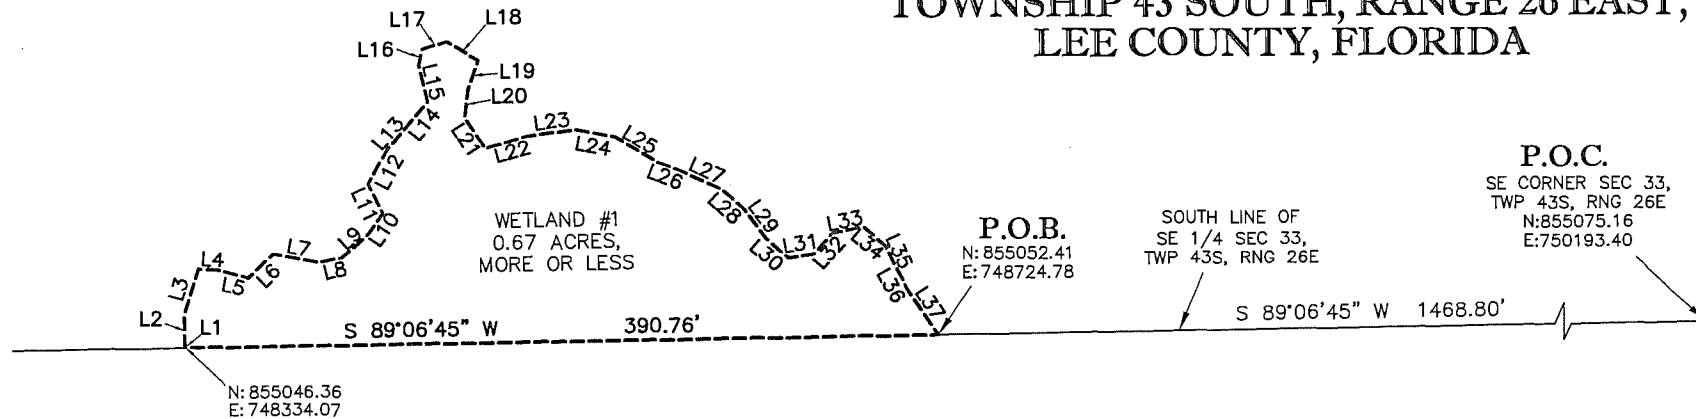 TOWNSHIP 43 SOUTH, RANGE 26 EAST,
LEE COUNTY, FLORIDA
L17
L18
L16
L19
L15
L20
L14
L13
L21
L22
L23
L24
L25
L26
L27
L28
L29
L30
L31
L32
L33
L34
L35
L36
L37
L12
L11
L10
L9
L8
L7
L6
L5
L4
L3
L2
L1
WETLAND #1
0.67 ACRES,
MORE OR LESS
P.O.B.
N: 855052.41
E: 748724.78
SOUTH LINE OF
SE 1/4 SEC 33,
TWP 43S, RNG 26E
P.O.C.
SE CORNER SEC 33,
TWP 43S, RNG 26E
N:855075.16
E:750193.40
S 89°06'45" W 390.76'
S 89°06'45" W 1468.80'
N: 855046.36
E: 748334.07